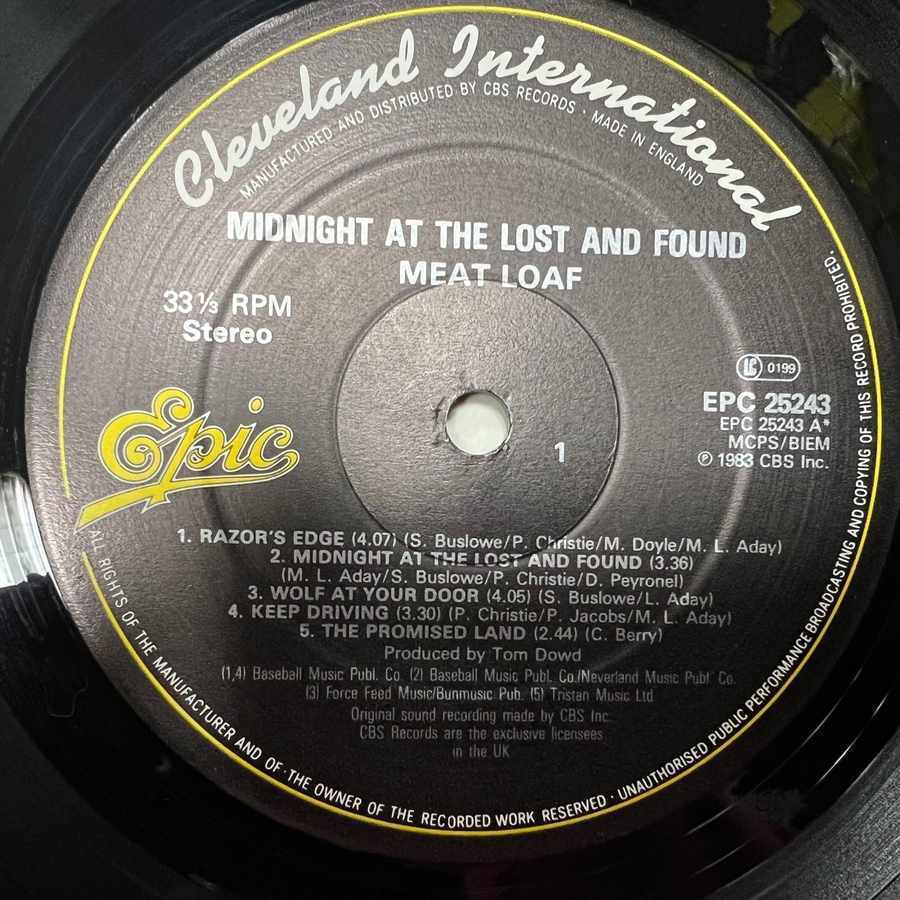 Cleveland International
MANUFACTURED AND DISTRIBUTED BY CBS RECORDS · MADE IN ENGLAND
MIDNIGHT AT THE LOST AND FOUND
MEAT LOAF
33 1/3 RPM
Stereo
LC 0199
EPC 25243
EPC 25243 A*
MCPS/BIEM
℗ 1983 CBS Inc.
Epic
1
1. RAZOR'S EDGE (4.07) (S. Buslowe/P. Christie/M. Doyle/M. L. Aday)
2. MIDNIGHT AT THE LOST AND FOUND (3.36)
(M. L. Aday/S. Buslowe/P. Christie/D. Peyronel)
3. WOLF AT YOUR DOOR (4.05) (S. Buslowe/L. Aday)
4. KEEP DRIVING (3.30) (P. Christie/P. Jacobs/M. L. Aday)
5. THE PROMISED LAND (2.44) (C. Berry)
Produced by Tom Dowd
(1,4) Baseball Music Publ. Co. (2) Baseball Music Publ. Co./Neverland Music Publ. Co.
(3) Force Feed Music/Bunmusic Pub. (5) Tristan Music Ltd
Original sound recording made by CBS Inc.
CBS Records are the exclusive licensees
in the UK
ALL RIGHTS OF THE MANUFACTURER AND OF THE OWNER OF THE RECORDED WORK RESERVED · UNAUTHORISED PUBLIC PERFORMANCE BROADCASTING AND COPYING OF THIS RECORD PROHIBITED.